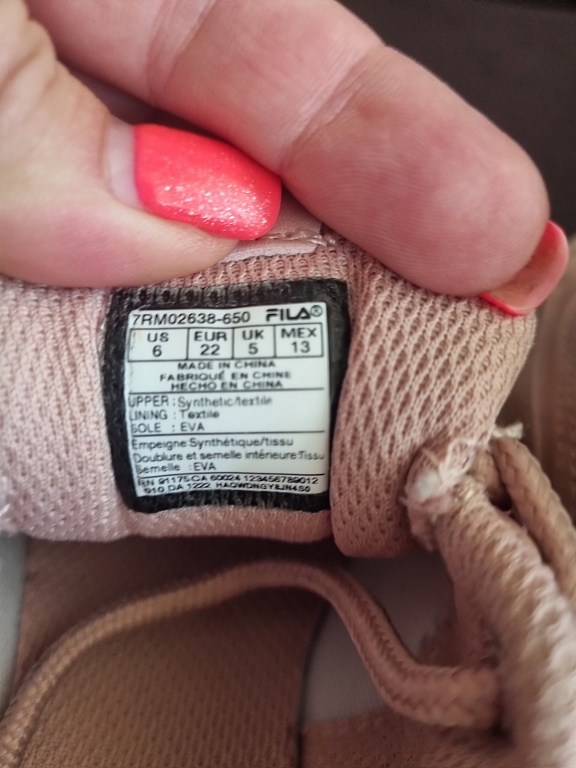 7RM02638-650 FILA®
US EUR UK MEX
6 22 5 13
MADE IN CHINA
FABRIQUÉ EN CHINE
HECHO EN CHINA
UPPER : Synthetic/textile
LINING : Textile
SOLE : EVA
Empeigne:Synthétique/tissu
Doublure et semelle intérieure:Tissu
Semelle :EVA
RN 91175 CA 60024 123456789012
910 DA 1222